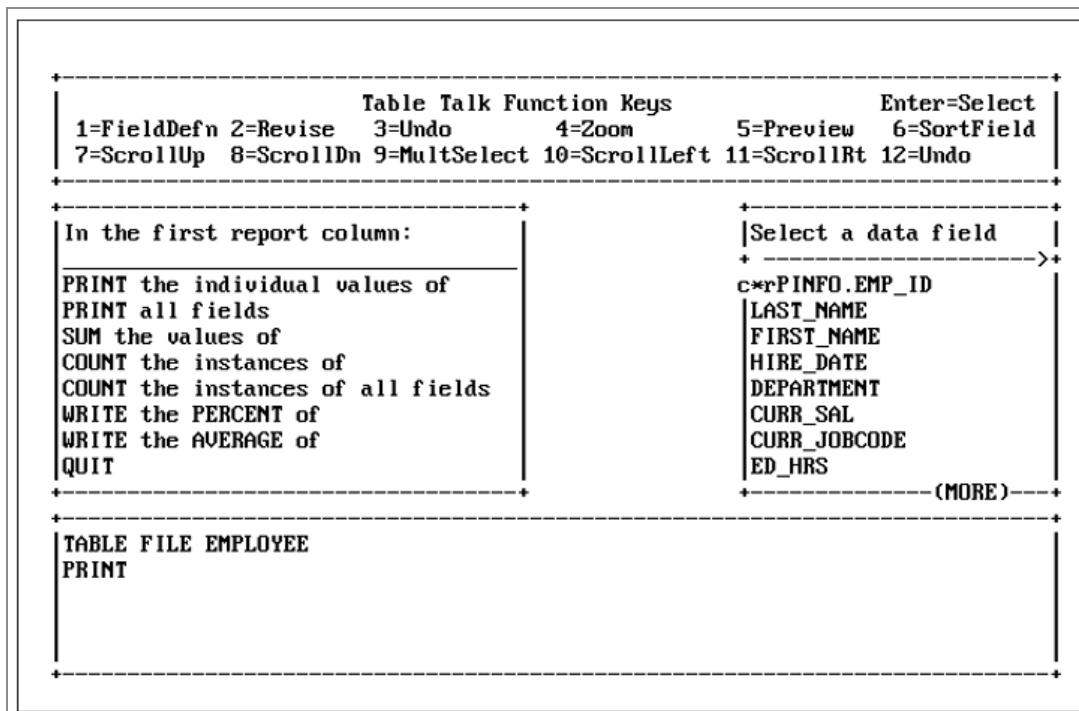 Table Talk Function Keys Enter=Select
1=FieldDefn 2=Revise 3=Undo 4=Zoom 5=Preview 6=SortField
7=ScrollUp 8=ScrollDn 9=MultSelect 10=ScrollLeft 11=ScrollRt 12=Undo
In the first report column:
PRINT the individual values of
PRINT all fields
SUM the values of
COUNT the instances of
COUNT the instances of all fields
WRITE the PERCENT of
WRITE the AVERAGE of
QUIT
Select a data field
c*rPINFO.EMP_ID
LAST_NAME
FIRST_NAME
HIRE_DATE
DEPARTMENT
CURR_SAL
CURR_JOBCODE
ED_HRS
(MORE)
TABLE FILE EMPLOYEE
PRINT